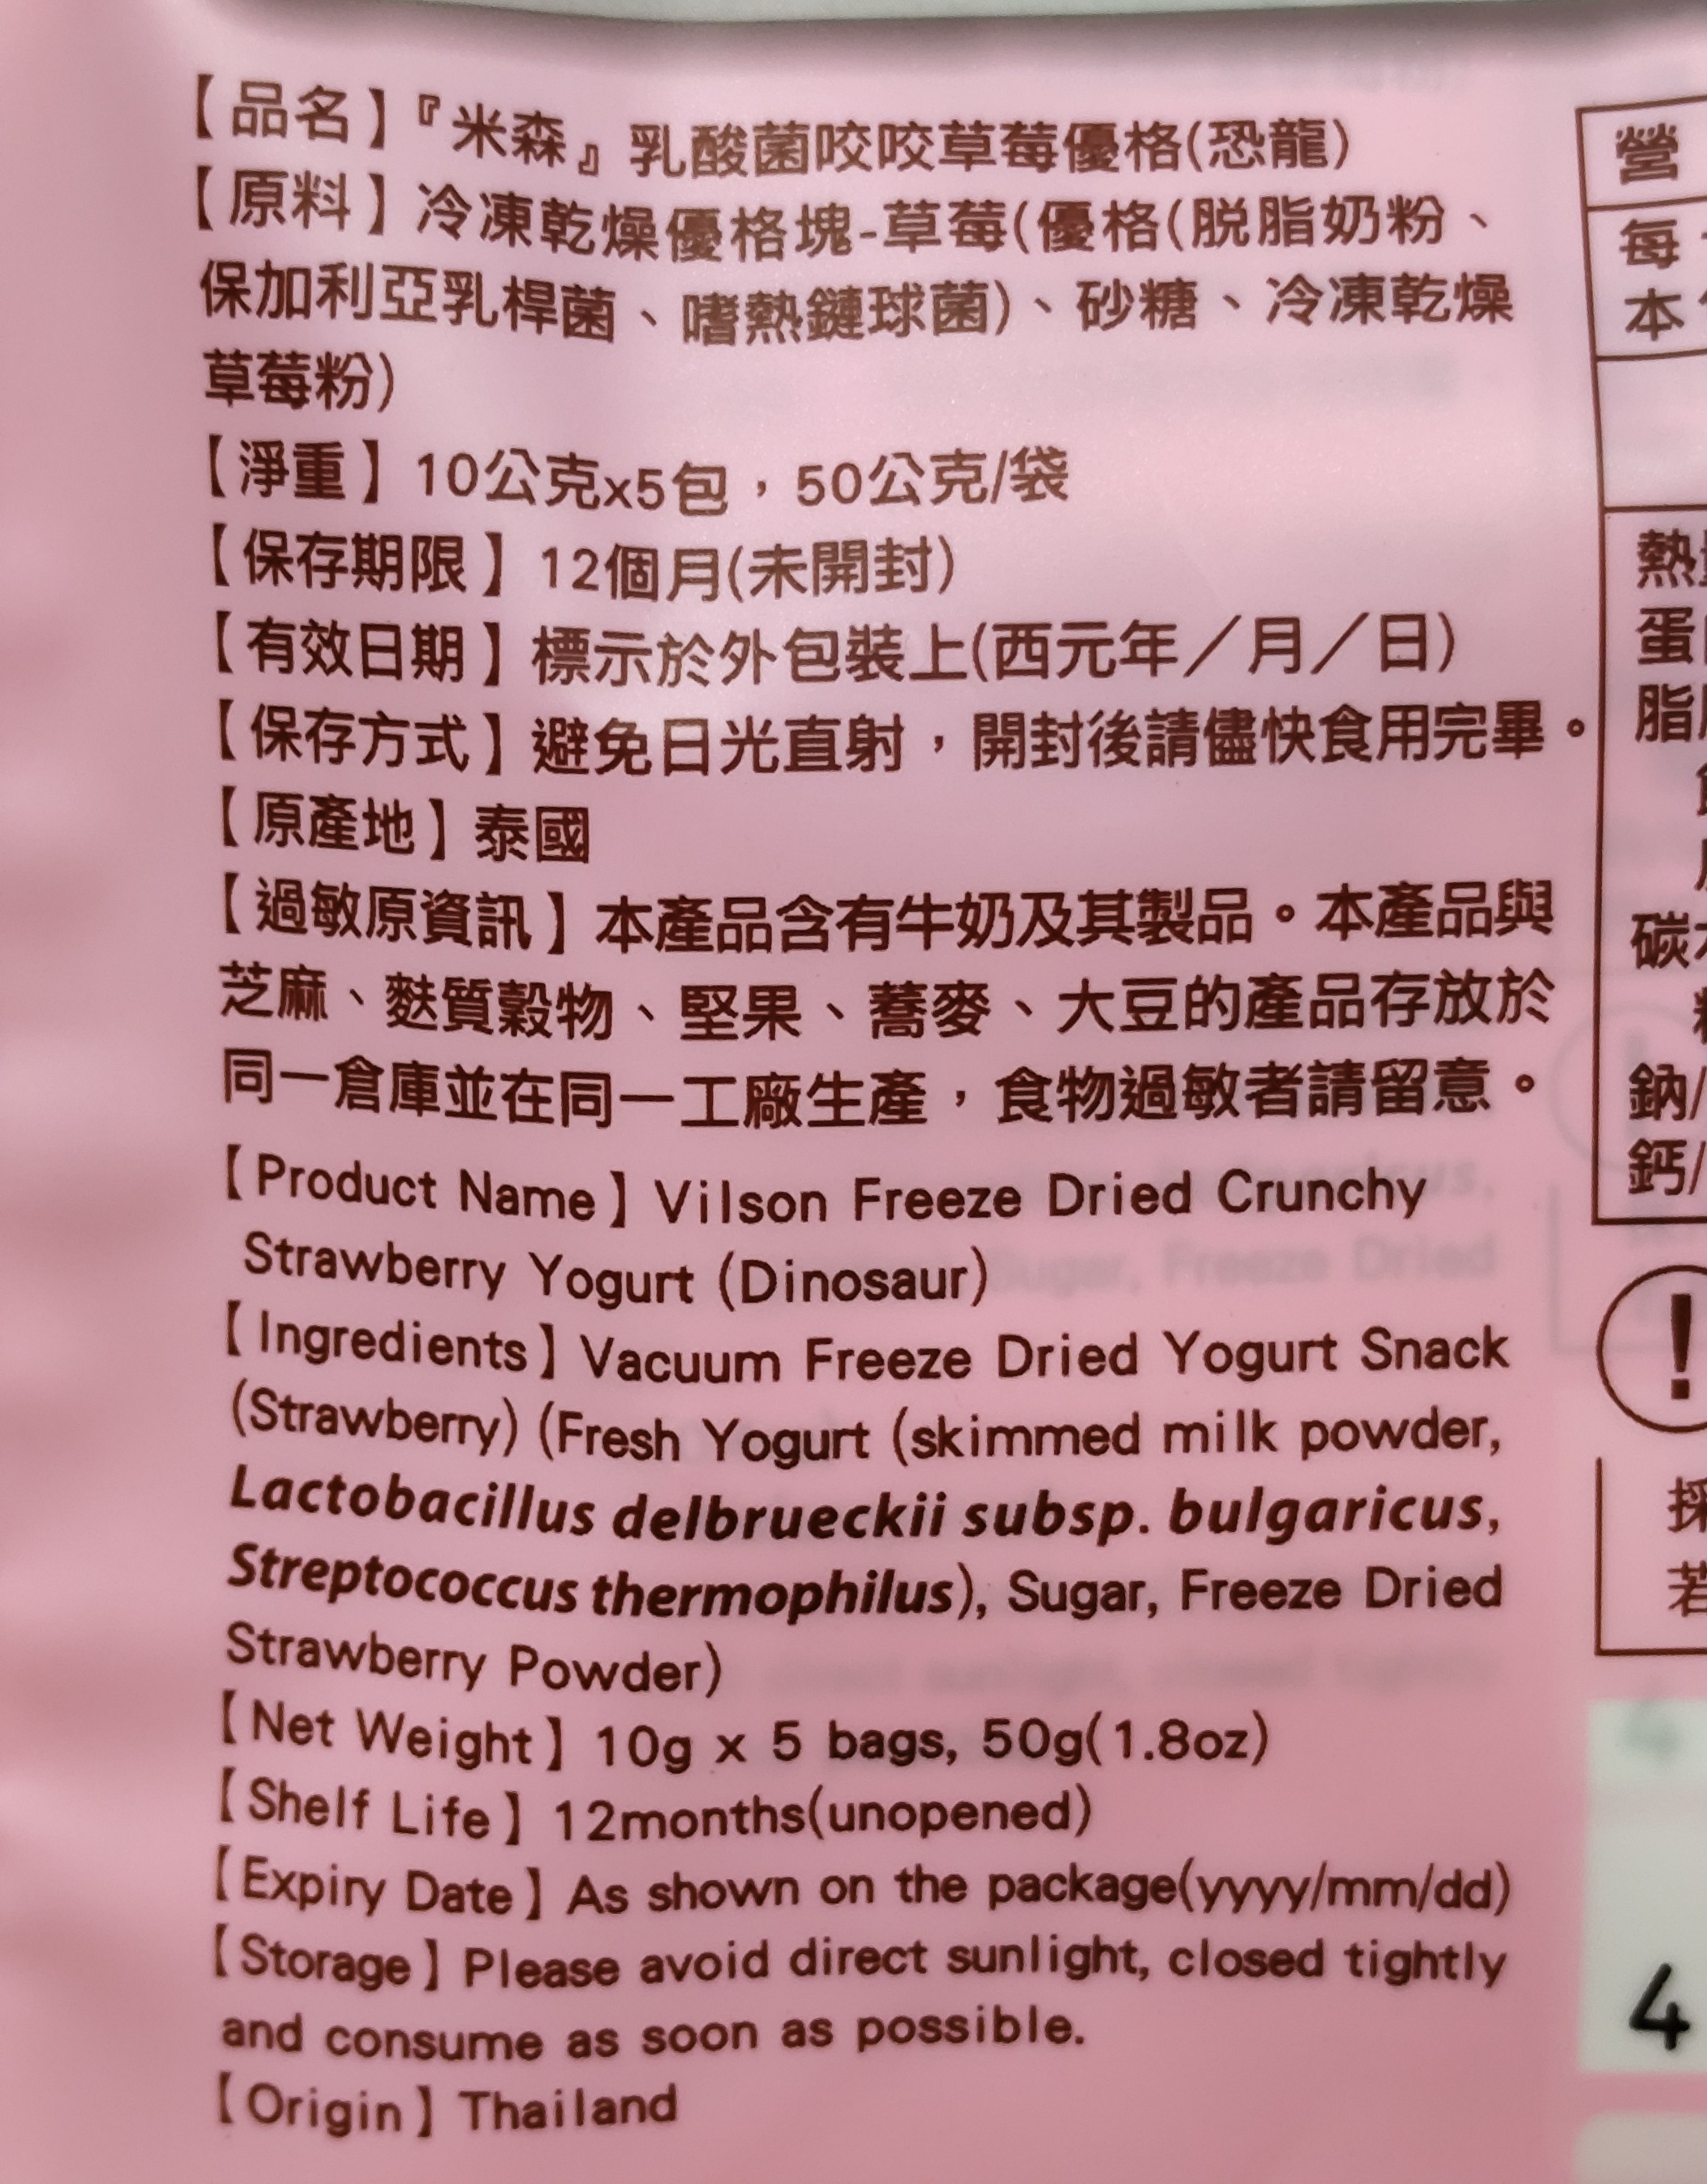 【品名】『米森』乳酸菌咬咬草莓優格(恐龍)
【原料】冷凍乾燥優格塊-草莓(優格(脫脂奶粉、
保加利亞乳桿菌、嗜熱鏈球菌)、砂糖、冷凍乾燥
草莓粉)
【淨重】10公克x5包，50公克/袋
【保存期限】12個月(未開封)
【有效日期】標示於外包裝上(西元年／月／日)
【保存方式】避免日光直射，開封後請儘快食用完畢。
【原產地】泰國
【過敏原資訊】本產品含有牛奶及其製品。本產品與
芝麻、麩質穀物、堅果、蕎麥、大豆的產品存放於
同一倉庫並在同一工廠生產，食物過敏者請留意。
【Product Name】Vilson Freeze Dried Crunchy
Strawberry Yogurt (Dinosaur)
【Ingredients】Vacuum Freeze Dried Yogurt Snack
(Strawberry) (Fresh Yogurt (skimmed milk powder,
Lactobacillus delbrueckii subsp. bulgaricus,
Streptococcus thermophilus), Sugar, Freeze Dried
Strawberry Powder)
【Net Weight】10g x 5 bags, 50g(1.8oz)
【Shelf Life】12months(unopened)
【Expiry Date】As shown on the package(yyyy/mm/dd)
【Storage】Please avoid direct sunlight, closed tightly
and consume as soon as possible.
【Origin】Thailand
營
每
本
熱
蛋
脂
碳
鈉/
鈣/
!
採
若
4